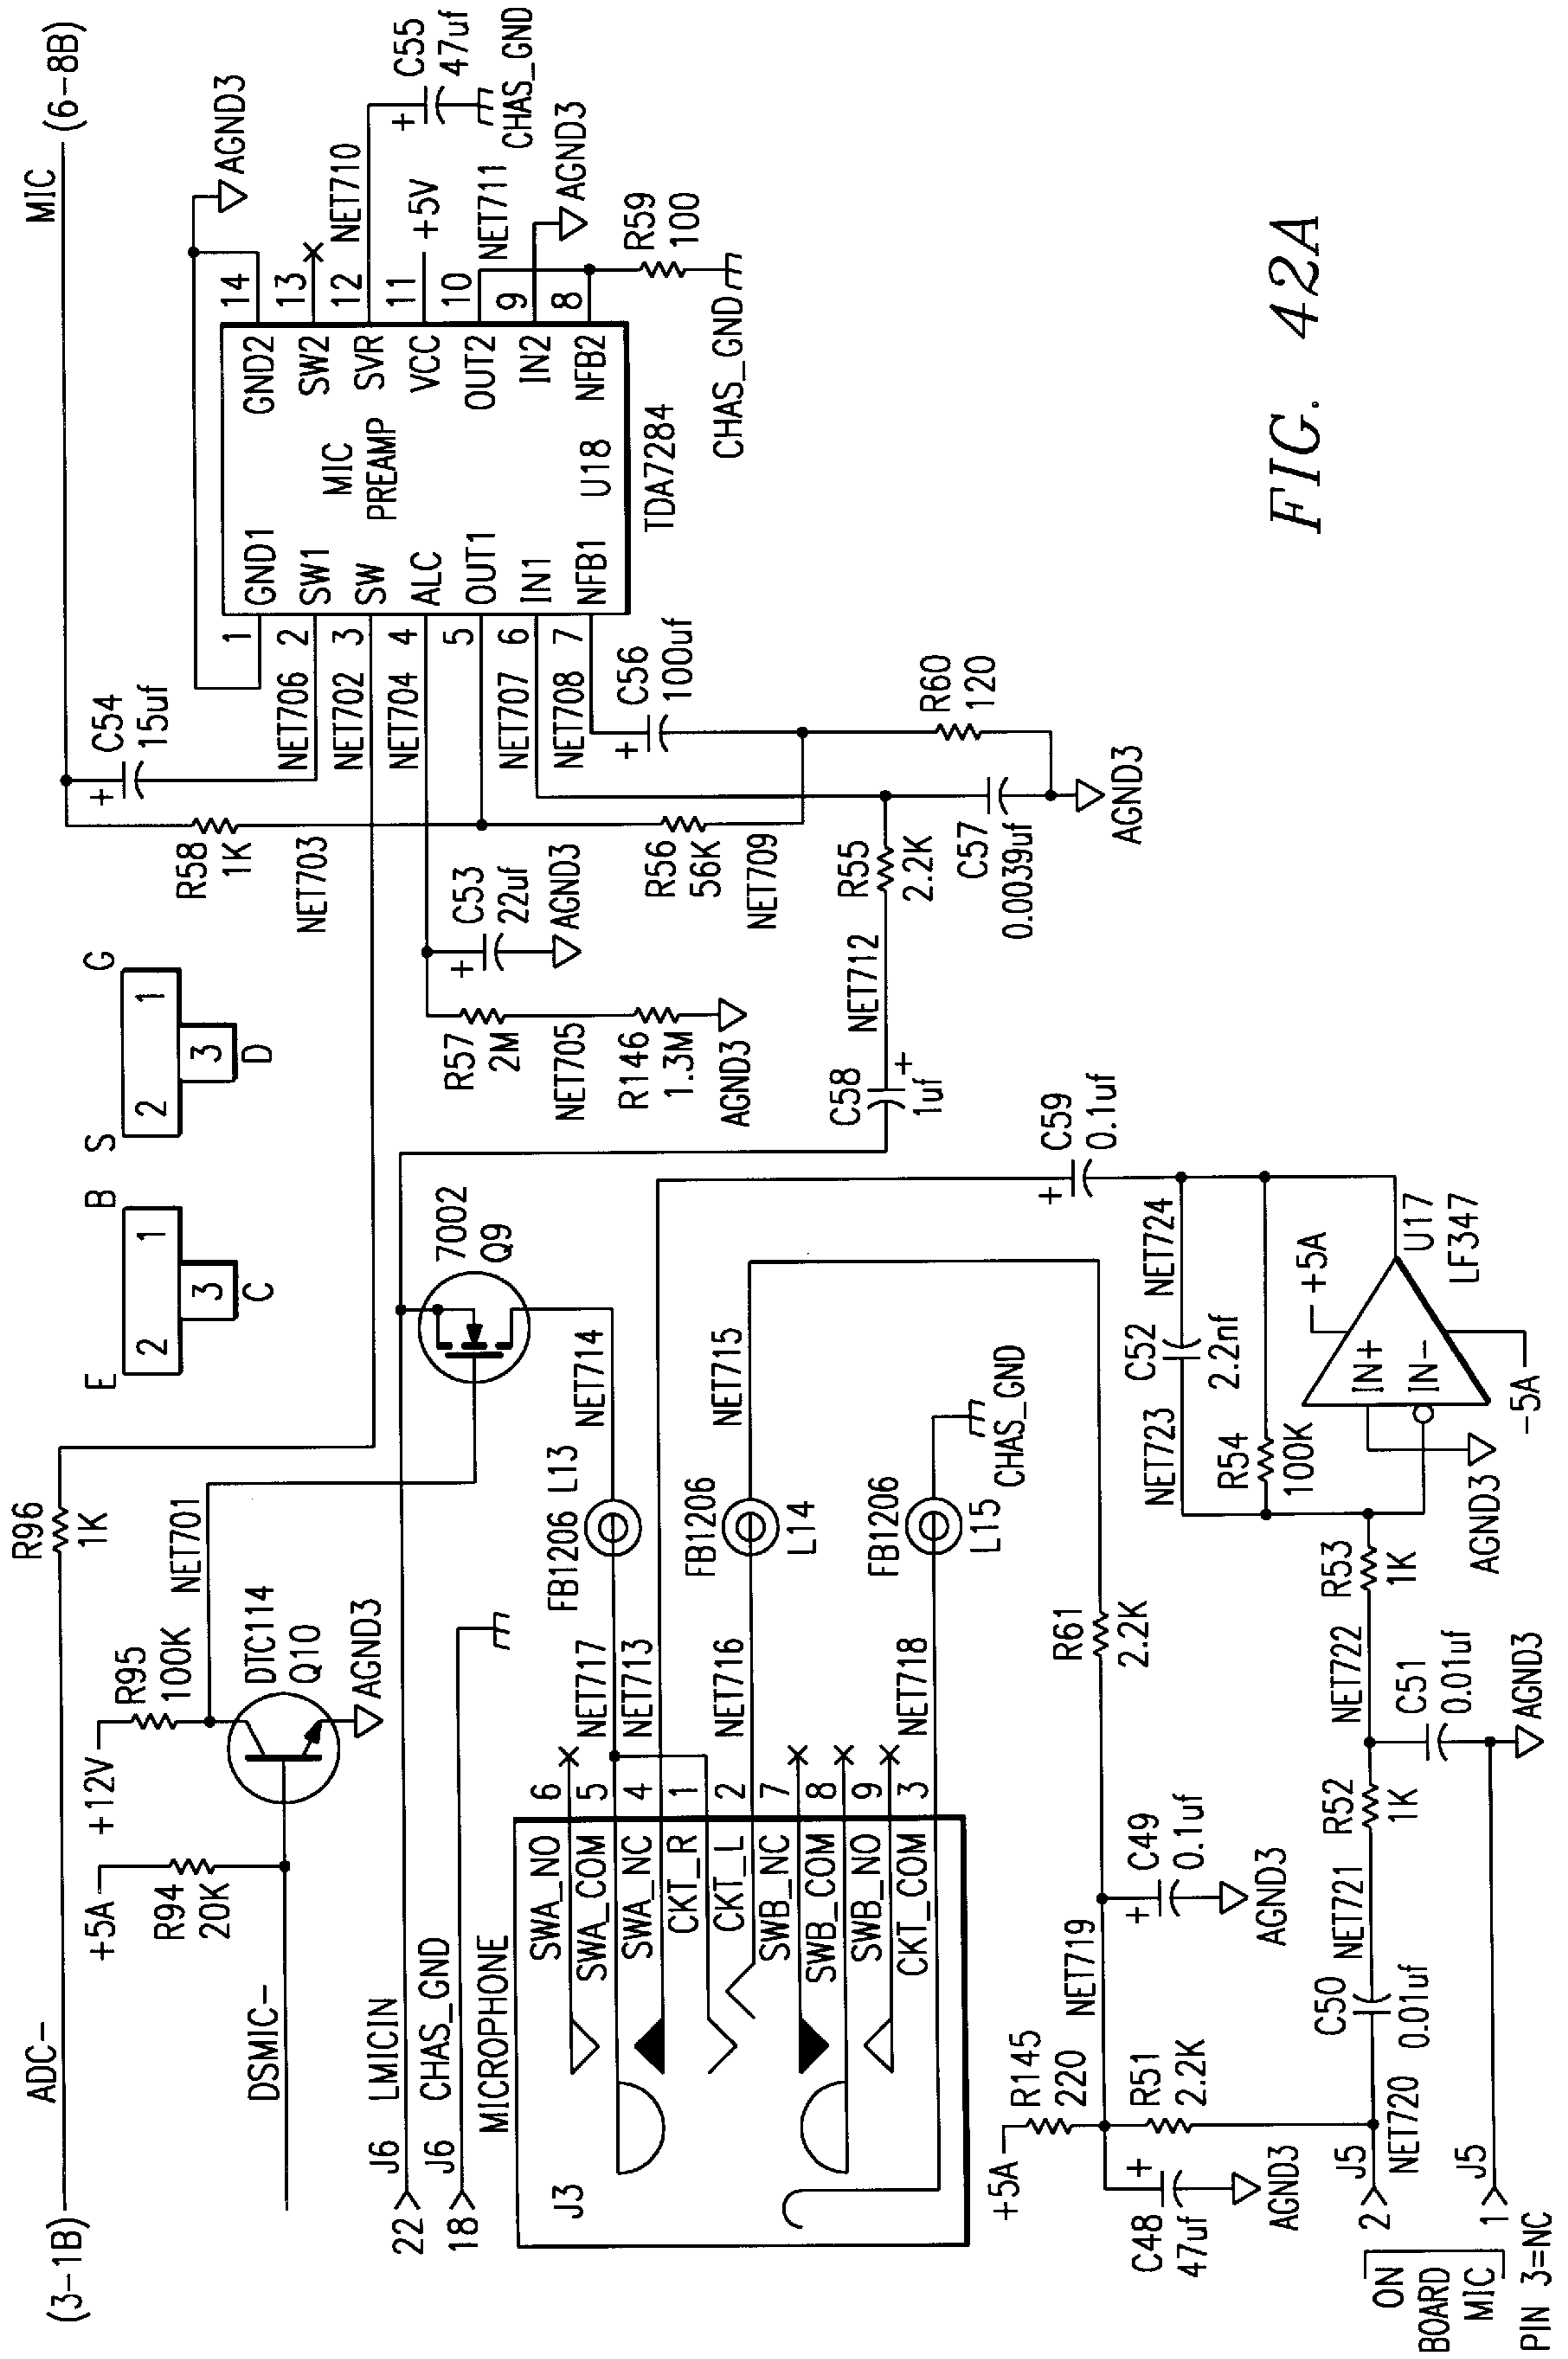 (3-1B)
ADC-
R96
1K
MIC
(6-8B)
+5A
R94
20K
+12V
R95
100K
DSMIC-
DTC114
Q10
AGND3
NET701
E
B
2
1
3
C
S
G
2
1
3
D
R58
1K
NET703
C54
15uf
+
AGND3
1
GND1
NET706
2
SW1
NET702
3
SW
NET704
4
ALC
5
OUT1
NET707
6
IN1
NET708
7
NFB1
MIC
PREAMP
U18
TDA7284
GND2
14
SW2
13
SVR
12
NET710
VCC
11
+5V
OUT2
10
NET711
IN2
9
AGND3
NFB2
8
+
C55
47uf
CHAS_GND
R59
100
CHAS_GND
22
J6
LMICIN
18
J6
CHAS_GND
7002
Q9
R57
2M
NET705
R146
1.3M
AGND3
+
C53
22uf
AGND3
R56
56K
NET709
+
C56
100uf
R60
120
AGND3
C57
0.0039uf
R55
2.2K
NET712
C58
1uf
+
MICROPHONE
J3
SWA_NO
6
SWA_COM
5
NET717
SWA_NC
4
NET713
CKT_R
1
CKT_L
2
NET716
SWB_NC
7
SWB_COM
8
SWB_NO
9
CKT_COM
3
NET718
FB1206
L13
NET714
FB1206
L14
NET715
FB1206
L15
CHAS_GND
+
C59
0.1uf
+5A
R145
220
NET719
R61
2.2K
+
C48
47uf
AGND3
R51
2.2K
+
C49
0.1uf
AGND3
ON
BOARD
MIC
2
J5
NET720
1
J5
PIN 3=NC
C50
0.01uf
NET721
R52
1K
NET722
C51
0.01uf
AGND3
R53
1K
NET723
C52
2.2nf
NET724
R54
100K
AGND3
IN+
IN-
+5A
-5A
U17
LF347
FIG. 42A